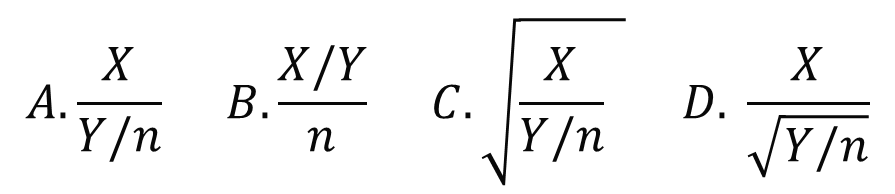 A. X / (Y/n)   B. (X/Y) / n   C. √(X / (Y/n))   D. X / √(Y/n)